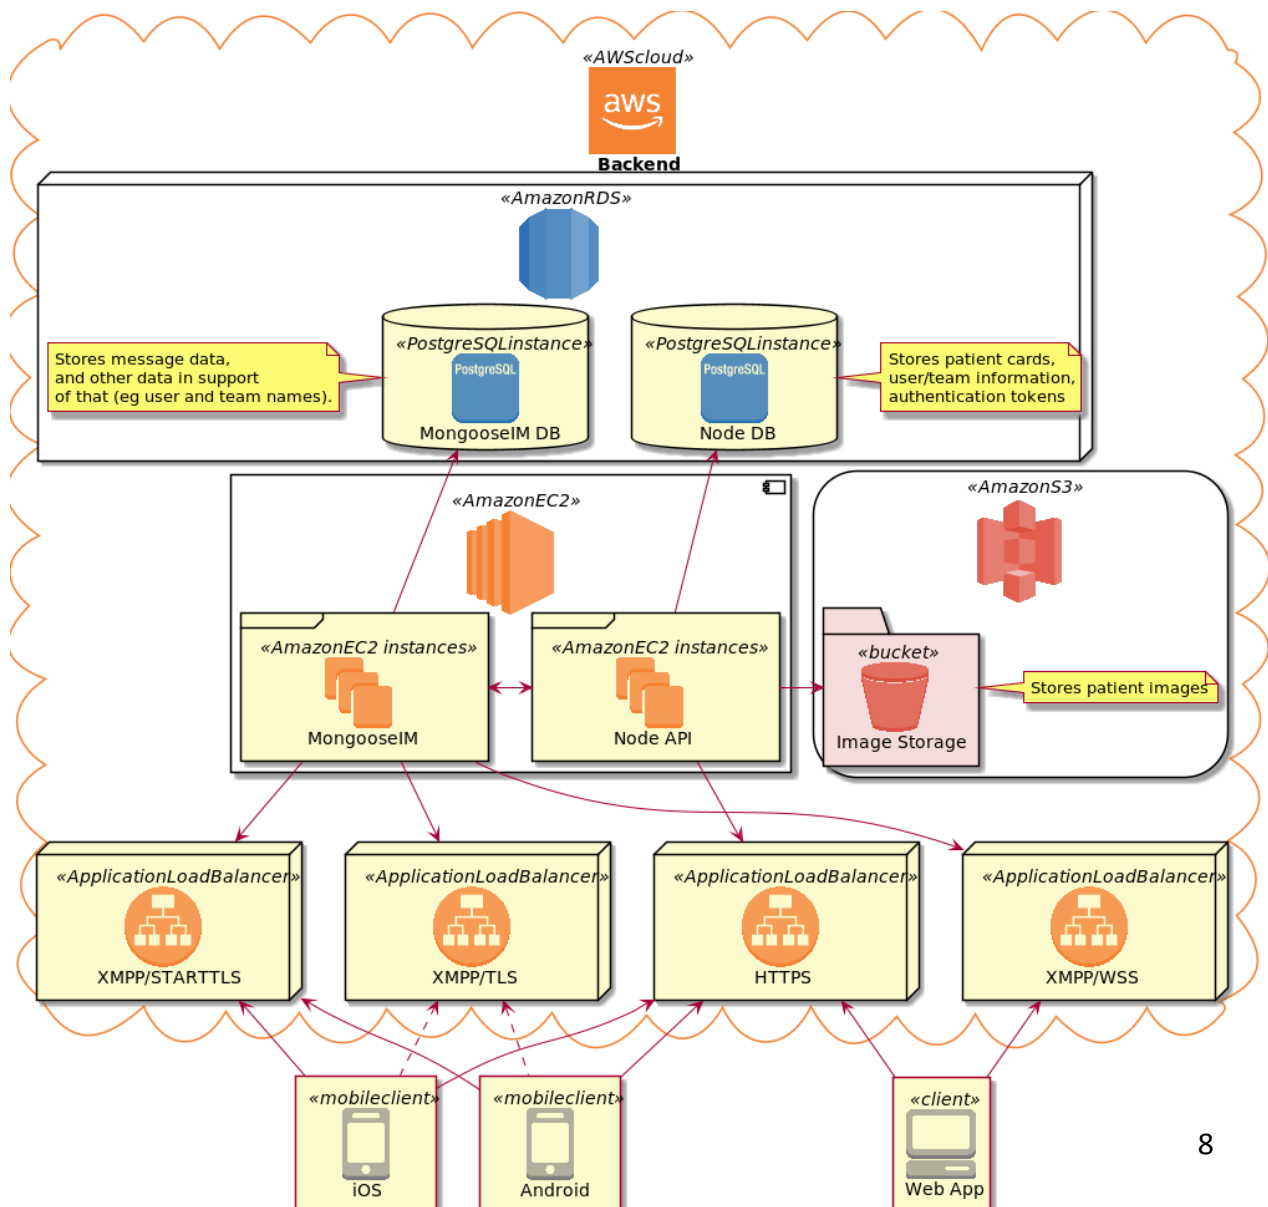 «AWScloud»
aws
Backend
«AmazonRDS»
«PostgreSQLinstance»
«PostgreSQLinstance»
Stores message data,
and other data in support
of that (eg user and team names).
PostgreSQL
PostgreSQL
Stores patient cards,
user/team information,
authentication tokens
MongooseIM DB
Node DB
«AmazonEC2»
«AmazonS3»
«AmazonEC2 instances»
«AmazonEC2 instances»
«bucket»
Stores patient images
MongooseIM
Node API
Image Storage
«ApplicationLoadBalancer»
«ApplicationLoadBalancer»
«ApplicationLoadBalancer»
«ApplicationLoadBalancer»
XMPP/STARTTLS
XMPP/TLS
HTTPS
XMPP/WSS
«mobileclient»
«mobileclient»
«client»
iOS
Android
Web App
8